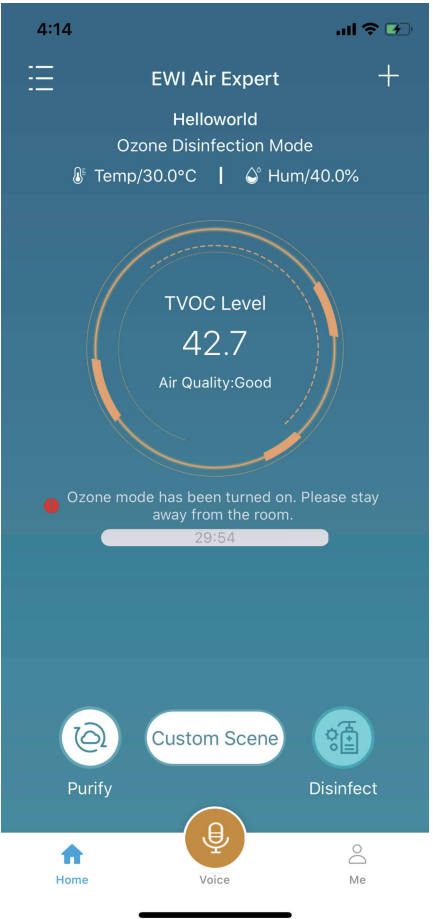 4:14
EWI Air Expert
Helloworld
Ozone Disinfection Mode
Temp/30.0°C | Hum/40.0%
TVOC Level
42.7
Air Quality:Good
Ozone mode has been turned on. Please stay
away from the room.
29:54
Custom Scene
Purify
Disinfect
Home
Voice
Me